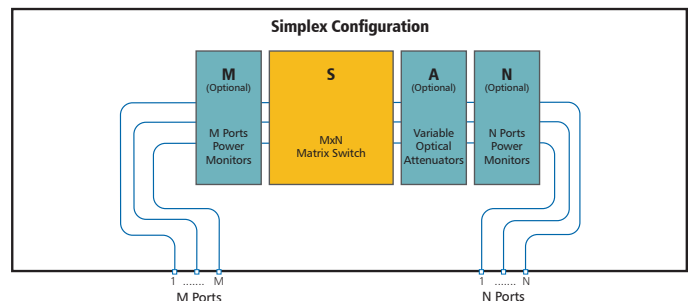 Simplex Configuration
M
(Optional)
M Ports
Power
Monitors
S
MxN
Matrix Switch
A
(Optional)
Variable
Optical
Attenuators
N
(Optional)
N Ports
Power
Monitors
1 ....... M
M Ports
1 ....... N
N Ports